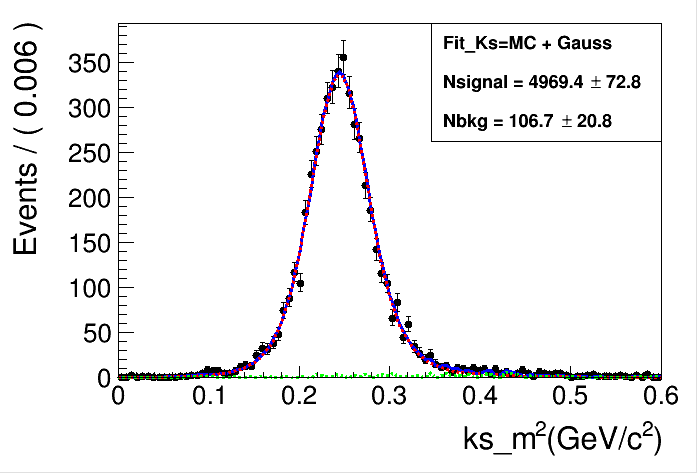 Events / ( 0.006 )
350
300
250
200
150
100
50
0
Fit_Ks=MC + Gauss
Nsignal = 4969.4 ± 72.8
Nbkg = 106.7 ± 20.8
0 0.1 0.2 0.3 0.4 0.5 0.6
ks_m²(GeV/c²)